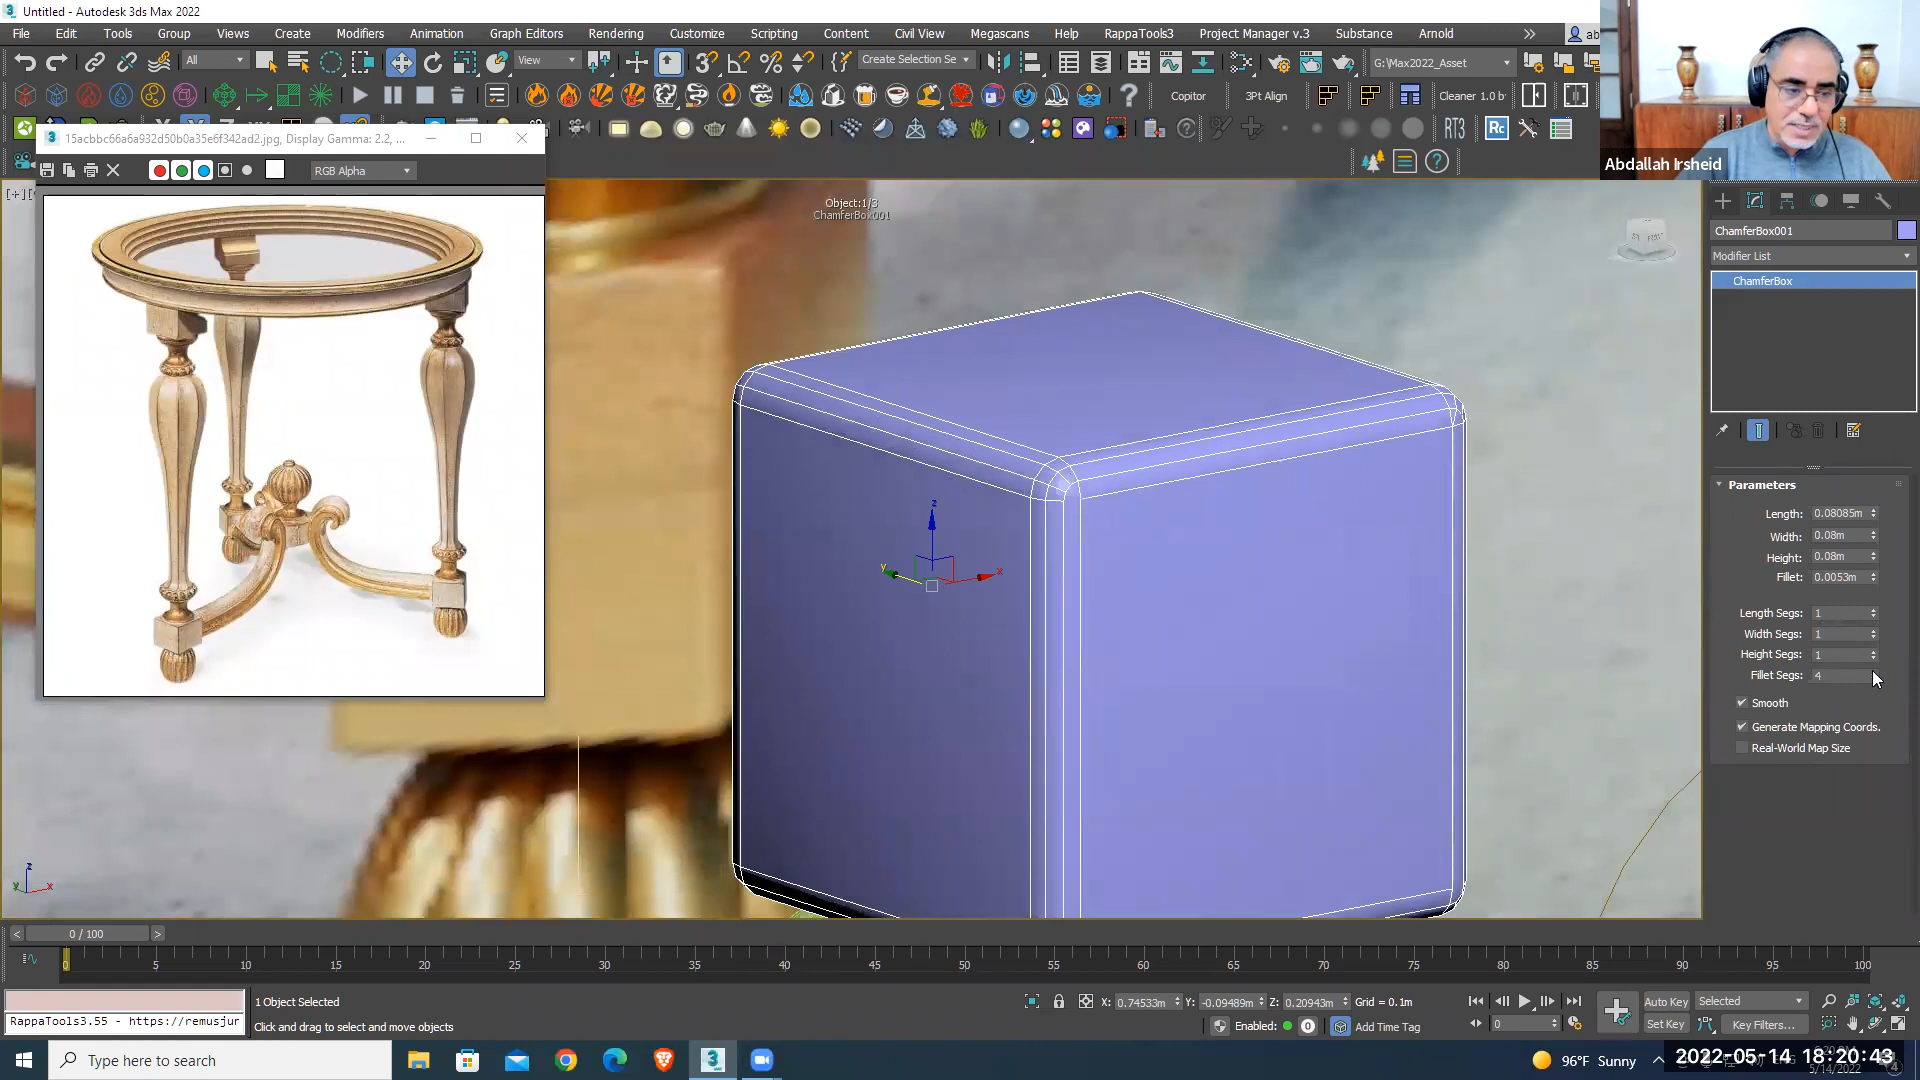 Untitled - Autodesk 3ds Max 2022
File Edit Tools Group Views Create Modifiers Animation Graph Editors Rendering Customize Scripting Content Civil View Megascans Help RappaTools3 Project Manager v.3 Substance Arnold
All View Create Selection Se G:\Max2022_Asset
Copitor 3Pt Align Cleaner 1.0 b
RT3 Rc
15acbbc66a6a932d50b0a35e6f342ad2.jpg, Display Gamma: 2.2, ...
RGB Alpha
Abdallah Irsheid
[+]
Object:1/3
ChamferBox001
ChamferBox001
Modifier List
ChamferBox
Parameters
Length: 0.08085m
Width: 0.08m
Height: 0.08m
Fillet: 0.0053m
Length Segs: 1
Width Segs: 1
Height Segs: 1
Fillet Segs: 4
Smooth
Generate Mapping Coords.
Real-World Map Size
z
y
x
z
y
x
< 0 / 100 >
0 5 10 15 20 25 30 35 40 45 50 55 60 65 70 75 80 85 90 95 100
1 Object Selected
X: 0.74533m Y: -0.09489m Z: 0.20943m Grid = 0.1m
Auto Key Selected
RappaTools3.55 - https://remusjur
Click and drag to select and move objects
Enabled: 0 Add Time Tag
0
Set Key Key Filters...
Type here to search
96°F Sunny
2022-05-14 18:20:43
5/14/2022